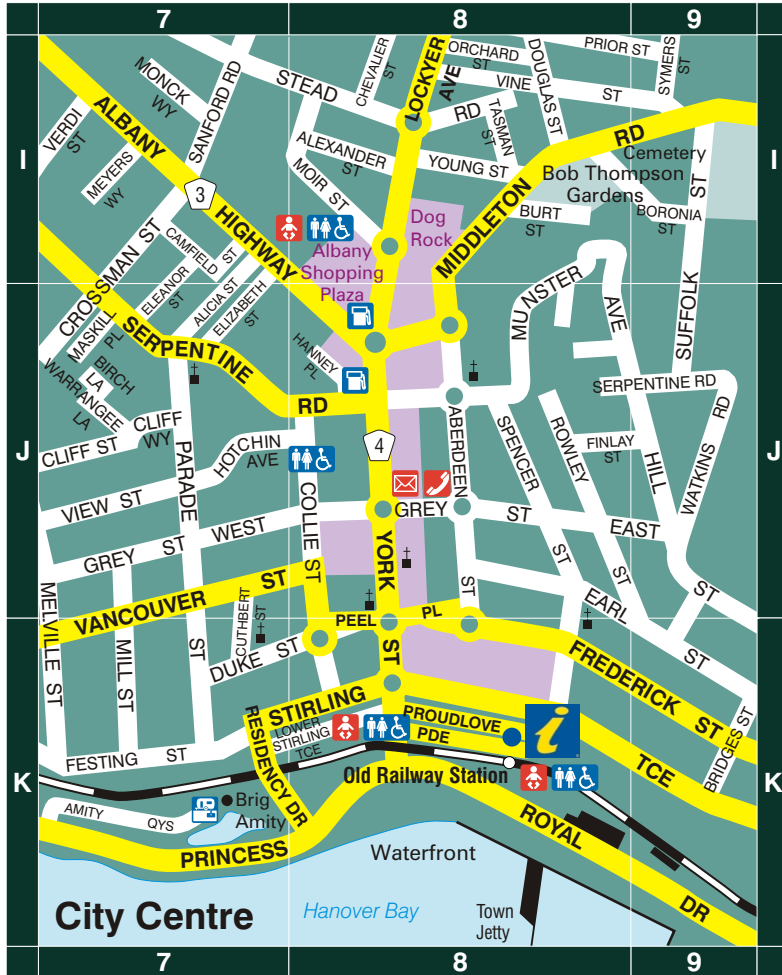 7
8
9
I
I
J
J
K
K
7
8
9
CHEVALIER
ST
LOCKYER
AVE
ORCHARD
ST
DOUGLAS ST
PRIOR ST
SYMERS
ST
VINE
ST
MONCK
WY
SANFORD RD
STEAD
RD
TASMAN
ST
VERDI
ST
ALBANY
HIGHWAY
MEYERS
WY
3
ALEXANDER
ST
YOUNG ST
MIDDLETON
RD
Cemetery
Bob Thompson
Gardens
MOIR ST
BURT
ST
BORONIA
ST
SUFFOLK
ST
Dog
Rock
Albany
Shopping
Plaza
CROSSMAN ST
CAMFIELD
ST
ELEANOR
ST
ALICIA ST
ELIZABETH
ST
MUNSTER
AVE
MASKILL
PL
SERPENTINE
RD
HANNEY
PL
BIRCH
LA
WARRANGEE
LA
SERPENTINE RD
CLIFF
WY
CLIFF ST
PARADE
ST
HOTCHIN
AVE
4
ABERDEEN
ST
SPENCER
ST
ROWLEY
ST
FINLAY
ST
HILL
WATKINS
RD
VIEW ST
COLLIE ST
GREY
ST
WEST
GREY
ST
EAST
ST
YORK
ST
VANCOUVER
ST
CUTHBERT
ST
MELVILLE ST
MILL ST
PEEL
PL
EARL
ST
DUKE ST
FREDERICK
ST
STIRLING
TCE
RESIDENCY DR
LOWER
STIRLING
TCE
PROUDLOVE
PDE
i
BRIDGES ST
FESTING
ST
Old Railway Station
AMITY
QYS
Brig
Amity
PRINCESS
ROYAL
DR
Waterfront
City Centre
Hanover Bay
Town
Jetty